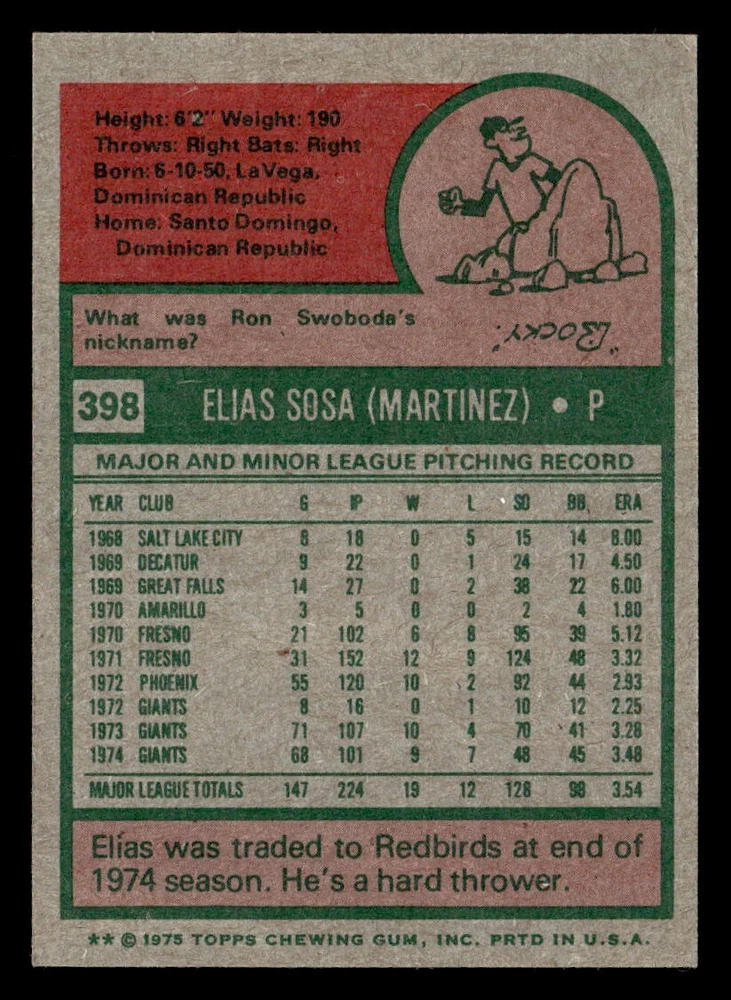 Height: 6'2" Weight: 190
Throws: Right Bats: Right
Born: 6-10-50, La Vega,
Dominican Republic
Home: Santo Domingo,
Dominican Republic
What was Ron Swoboda's
nickname?
"Rocky."
398 ELIAS SOSA (MARTINEZ) • P
MAJOR AND MINOR LEAGUE PITCHING RECORD
YEAR CLUB G IP W L SO BB ERA
1968 SALT LAKE CITY 8 18 0 5 15 14 8.00
1969 DECATUR 9 22 0 1 24 17 4.50
1969 GREAT FALLS 14 27 0 2 38 22 6.00
1970 AMARILLO 3 5 0 0 2 4 1.80
1970 FRESNO 21 102 6 8 95 39 5.12
1971 FRESNO 31 152 12 9 124 48 3.32
1972 PHOENIX 55 120 10 2 92 44 2.93
1972 GIANTS 8 16 0 1 10 12 2.25
1973 GIANTS 71 107 10 4 70 41 3.28
1974 GIANTS 68 101 9 7 48 45 3.48
MAJOR LEAGUE TOTALS 147 224 19 12 128 98 3.54
Elias was traded to Redbirds at end of
1974 season. He's a hard thrower.
** © 1975 TOPPS CHEWING GUM, INC. PRTD IN U.S.A.